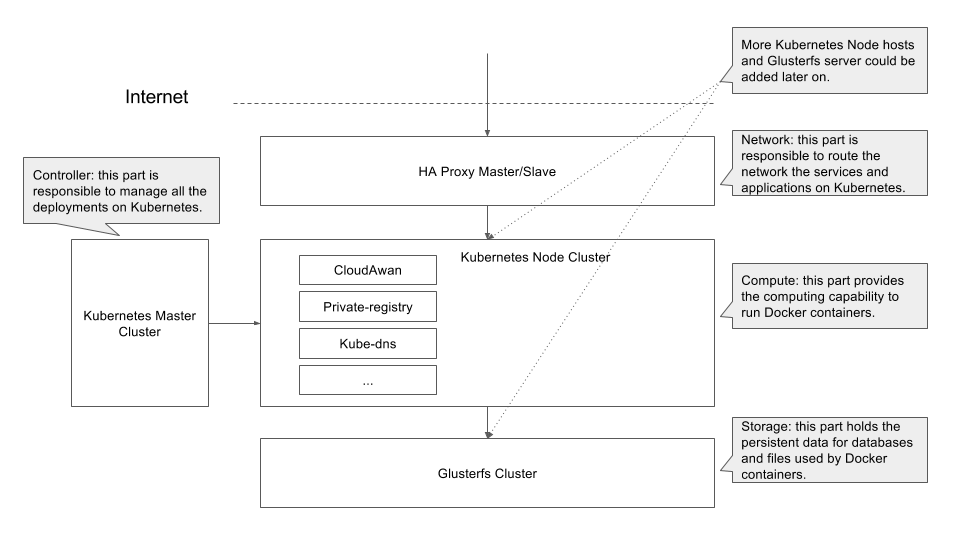 More Kubernetes Node hosts
and Glusterfs server could be
added later on.
Internet
Network: this part is
responsible to route the
network the services and
applications on Kubernetes.
HA Proxy Master/Slave
Controller: this part is
responsible to manage all the
deployments on Kubernetes.
Kubernetes Node Cluster
CloudAwan
Private-registry
Kube-dns
...
Kubernetes Master
Cluster
Compute: this part provides
the computing capability to
run Docker containers.
Storage: this part holds the
persistent data for databases
and files used by Docker
containers.
Glusterfs Cluster